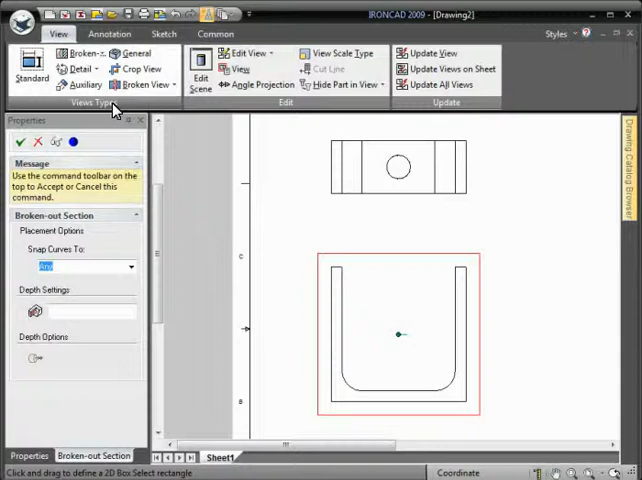 IRONCAD 2009 - [Drawing2]
View
Annotation
Sketch
Common
Styles
Standard
Broken-...
Detail
Auxiliary
General
Crop View
Broken View
Views Type
Edit Scene
Edit View
View
Angle Projection
View Scale Type
Cut Line
Hide Part in View
Edit
Update View
Update Views on Sheet
Update All Views
Update
Properties
Message
Use the command toolbar on the
top to Accept or Cancel this
command.
Broken-out Section
Placement Options
Snap Curves To:
Any
Depth Settings
Depth Options
C
B
Drawing Catalog Browser
Properties
Broken-out Section
Sheet1
Click and drag to define a 2D Box Select rectangle
Coordinate